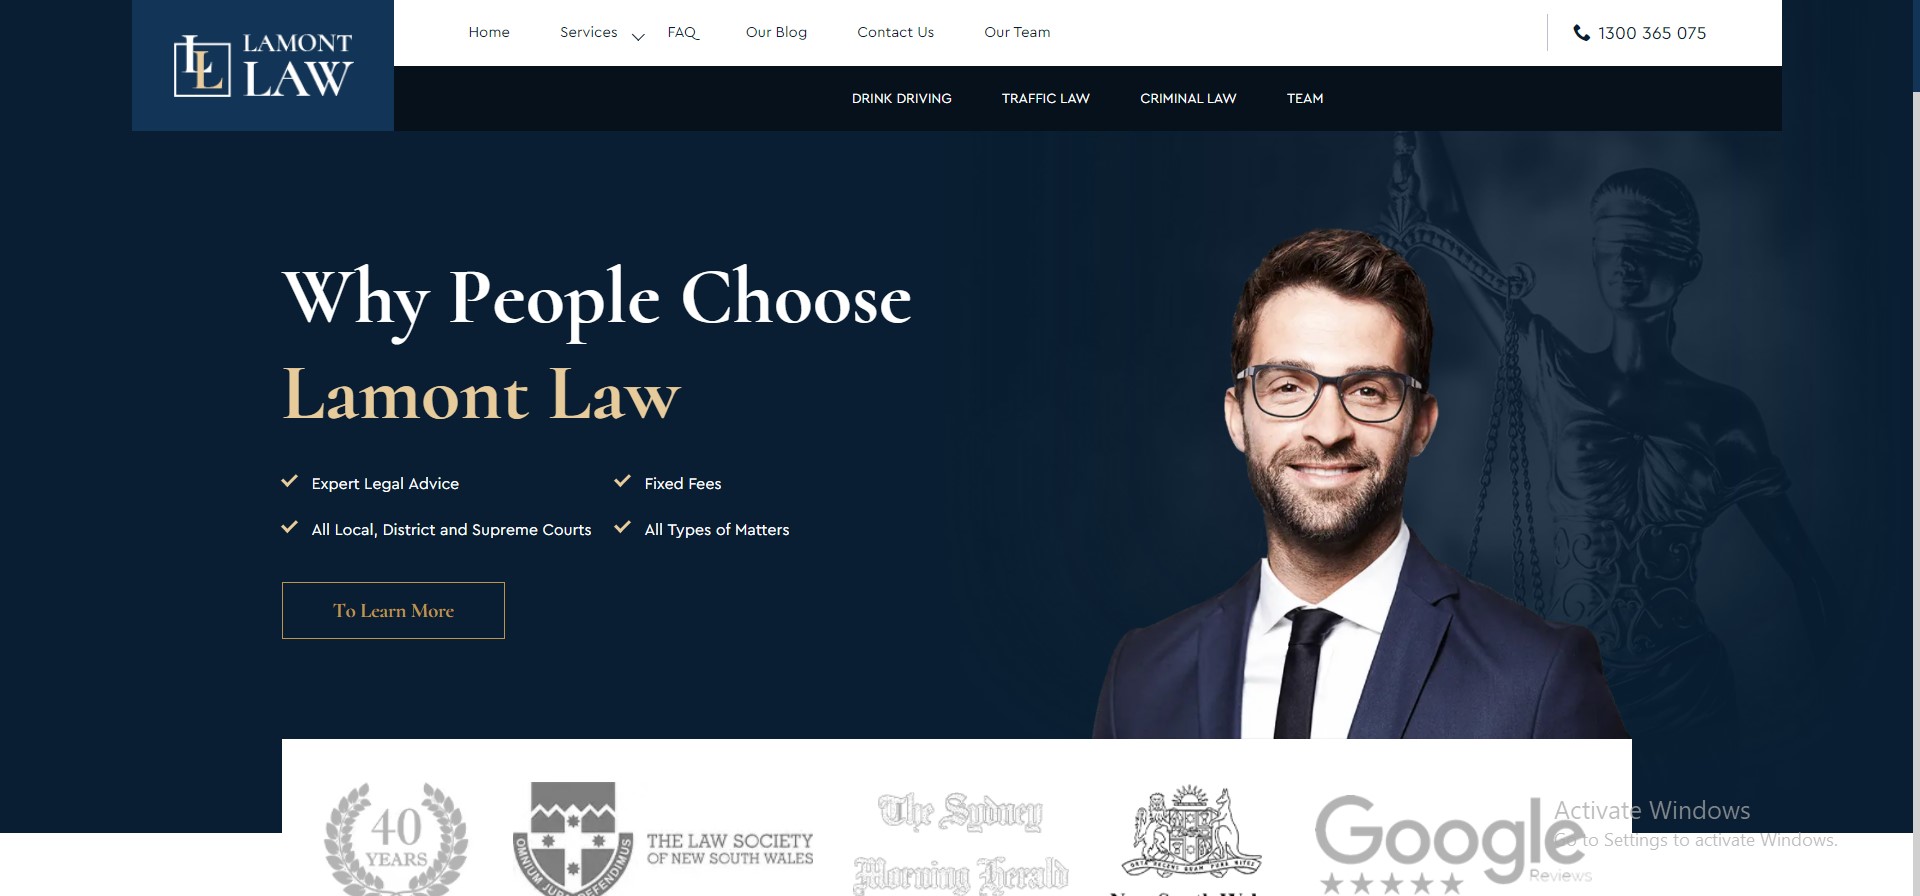 LAMONT
LAW
Home Services FAQ Our Blog Contact Us Our Team 1300 365 075
DRINK DRIVING TRAFFIC LAW CRIMINAL LAW TEAM
Why People Choose
Lamont Law
Expert Legal Advice Fixed Fees
All Local, District and Supreme Courts All Types of Matters
To Learn More
40
YEARS
OMNIUM JURA DEFENDIMUS
THE LAW SOCIETY
OF NEW SOUTH WALES
The Sydney
Morning Herald
Google
Reviews
Activate Windows
Go to Settings to activate Windows.